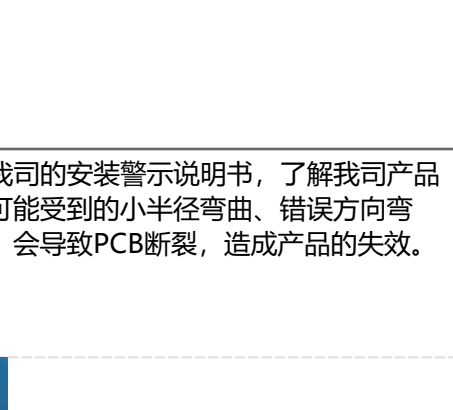 我司的安装警示说明书，了解我司产品
可能受到的小半径弯曲、错误方向弯
会导致PCB断裂，造成产品的失效。